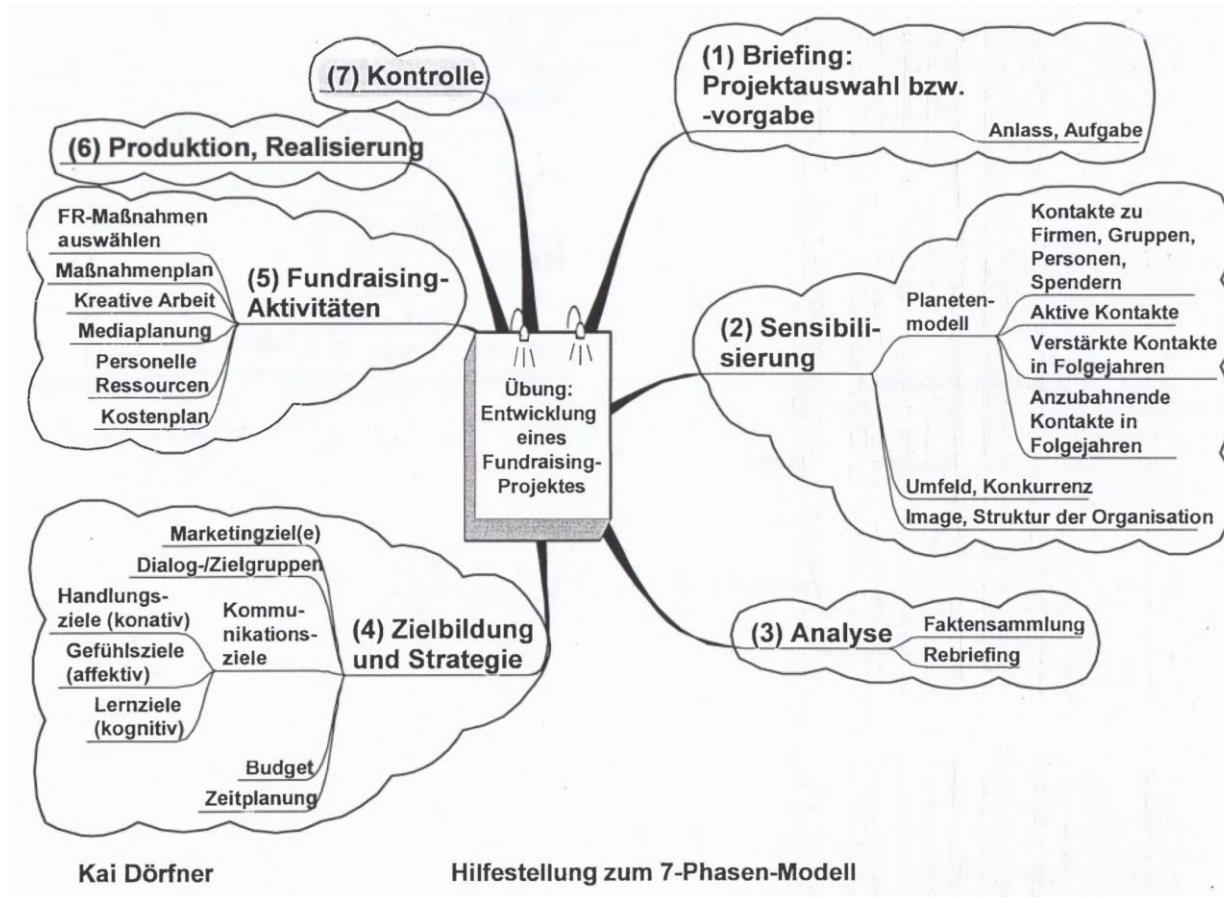 (1) Briefing:
Projektauswahl bzw.
-vorgabe
Anlass, Aufgabe
(2) Sensibili-
sierung
Planeten-
modell
Kontakte zu
Firmen, Gruppen,
Personen,
Spendern
Aktive Kontakte
Verstärkte Kontakte
in Folgejahren
Anzubahnende
Kontakte in
Folgejahren
Umfeld, Konkurrenz
Image, Struktur der Organisation
(3) Analyse
Faktensammlung
Rebriefing
(4) Zielbildung
und Strategie
Marketingziel(e)
Dialog-/Zielgruppen
Kommu-
nikations-
ziele
Handlungs-
ziele (konativ)
Gefühlsziele
(affektiv)
Lernziele
(kognitiv)
Budget
Zeitplanung
(5) Fundraising-
Aktivitäten
FR-Maßnahmen
auswählen
Maßnahmenplan
Kreative Arbeit
Mediaplanung
Personelle
Ressourcen
Kostenplan
(6) Produktion, Realisierung
(7) Kontrolle
Übung:
Entwicklung
eines
Fundraising-
Projektes
Kai Dörfner
Hilfestellung zum 7-Phasen-Modell